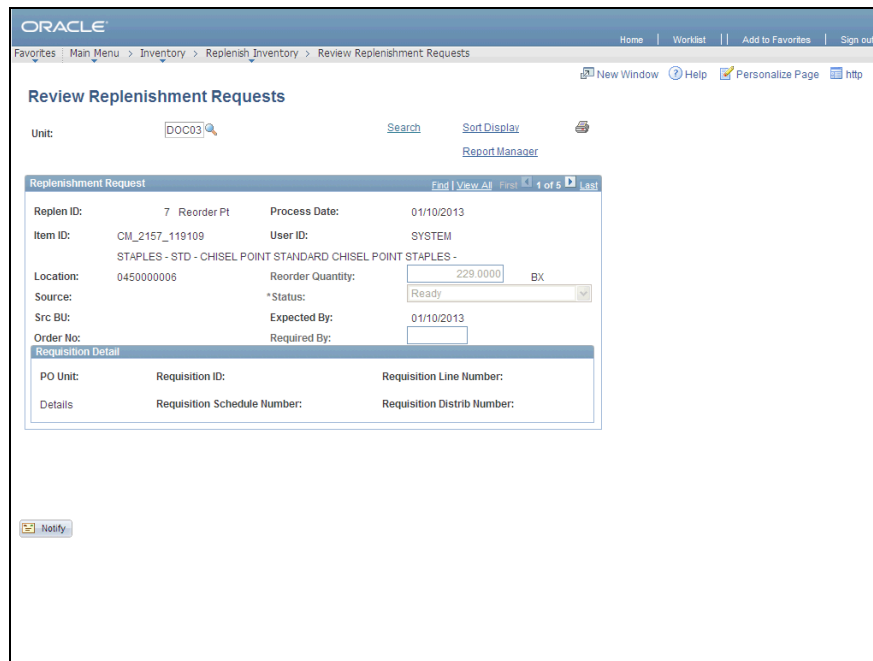 ORACLE
Home | Worklist || Add to Favorites | Sign out
Favorites Main Menu > Inventory > Replenish Inventory > Review Replenishment Requests
New Window Help Personalize Page http
Review Replenishment Requests
Unit: DOC03 Search Sort Display
Report Manager
Replenishment Request Find | View All First 1 of 5 Last
Replen ID: 7 Reorder Pt Process Date: 01/10/2013
Item ID: CM_2157_119109 User ID: SYSTEM
STAPLES - STD - CHISEL POINT STANDARD CHISEL POINT STAPLES -
Location: 0450000006 Reorder Quantity: 229.0000 BX
Source: *Status: Ready
Src BU: Expected By: 01/10/2013
Order No: Required By:
Requisition Detail
PO Unit: Requisition ID: Requisition Line Number:
Details Requisition Schedule Number: Requisition Distrib Number:
Notify